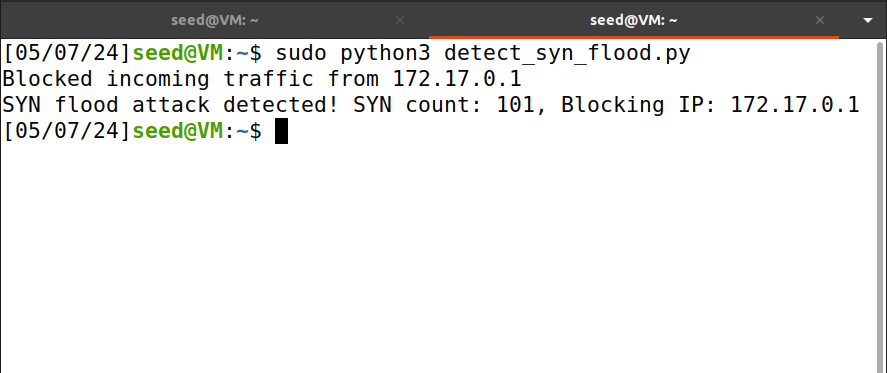 seed@VM: ~
seed@VM: ~
[05/07/24]seed@VM:~$ sudo python3 detect_syn_flood.py
Blocked incoming traffic from 172.17.0.1
SYN flood attack detected! SYN count: 101, Blocking IP: 172.17.0.1
[05/07/24]seed@VM:~$